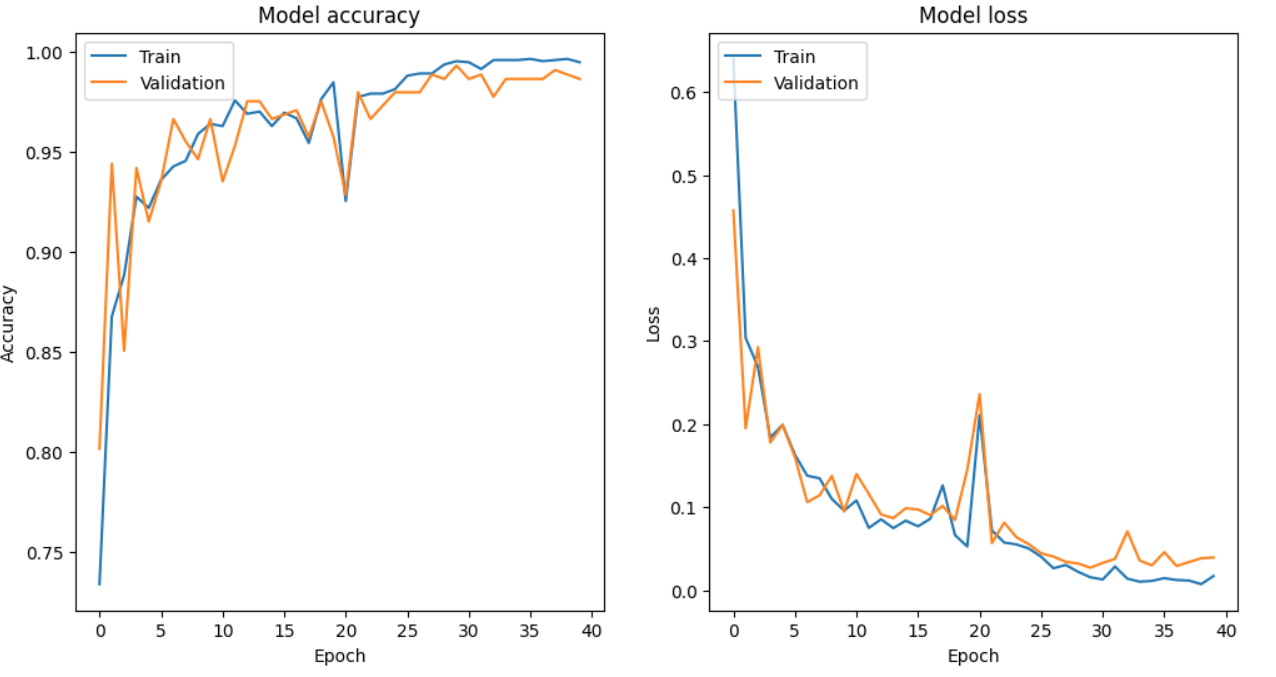 Model accuracy
Train
Validation
1.00
0.95
0.90
0.85
0.80
0.75
Accuracy
0 5 10 15 20 25 30 35 40
Epoch
Model loss
Train
Validation
0.6
0.5
0.4
0.3
0.2
0.1
0.0
Loss
0 5 10 15 20 25 30 35 40
Epoch